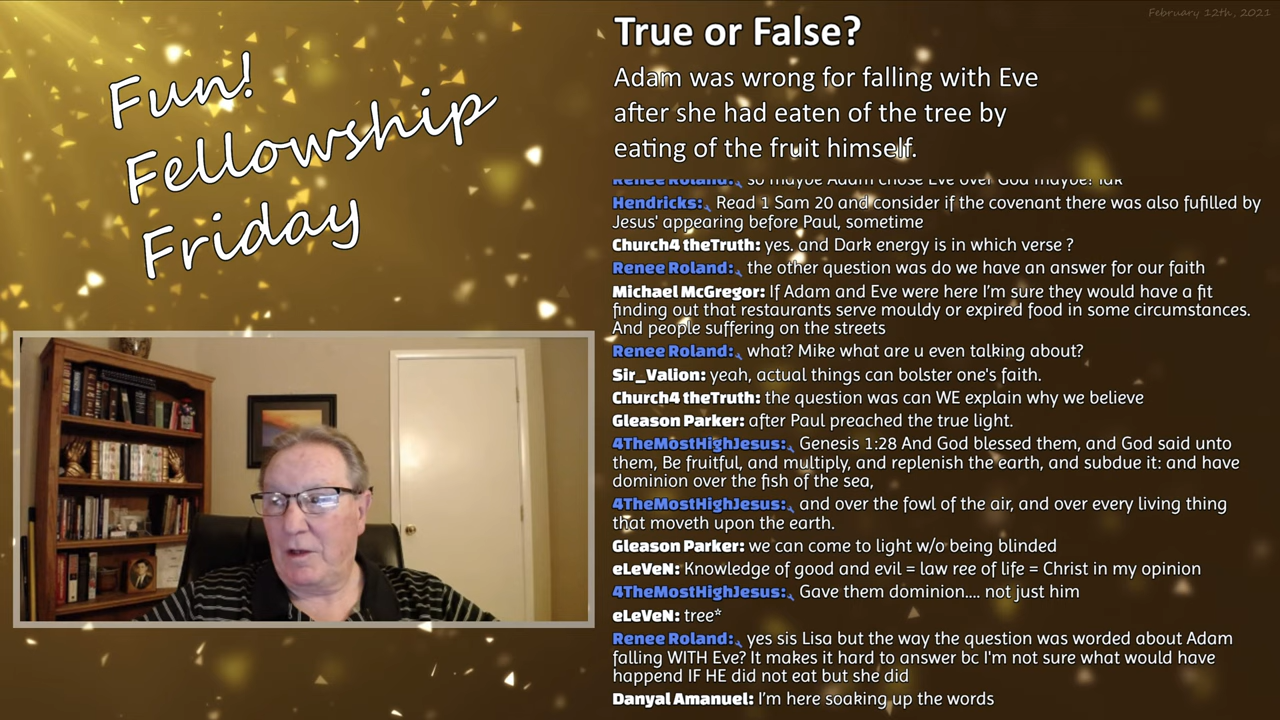 February 12th, 2021
Fun!
Fellowship
Friday
True or False?
Adam was wrong for falling with Eve
after she had eaten of the tree by
eating of the fruit himself.
Renee Roland: so maybe Adam chose Eve over God maybe? Idk
Hendricks: Read 1 Sam 20 and consider if the covenant there was also fufilled by
Jesus' appearing before Paul, sometime
Church4 theTruth: yes. and Dark energy is in which verse ?
Renee Roland: the other question was do we have an answer for our faith
Michael McGregor: If Adam and Eve were here I'm sure they would have a fit
finding out that restaurants serve mouldy or expired food in some circumstances.
And people suffering on the streets
Renee Roland: what? Mike what are u even talking about?
Sir_Valion: yeah, actual things can bolster one's faith.
Church4 theTruth: the question was can WE explain why we believe
Gleason Parker: after Paul preached the true light.
4TheMostHighJesus: Genesis 1:28 And God blessed them, and God said unto
them, Be fruitful, and multiply, and replenish the earth, and subdue it: and have
dominion over the fish of the sea,
4TheMostHighJesus: and over the fowl of the air, and over every living thing
that moveth upon the earth.
Gleason Parker: we can come to light w/o being blinded
eLeVeN: Knowledge of good and evil = law ree of life = Christ in my opinion
4TheMostHighJesus: Gave them dominion.... not just him
eLeVeN: tree*
Renee Roland: yes sis Lisa but the way the question was worded about Adam
falling WITH Eve? It makes it hard to answer bc I'm not sure what would have
happend IF HE did not eat but she did
Danyal Amanuel: I'm here soaking up the words